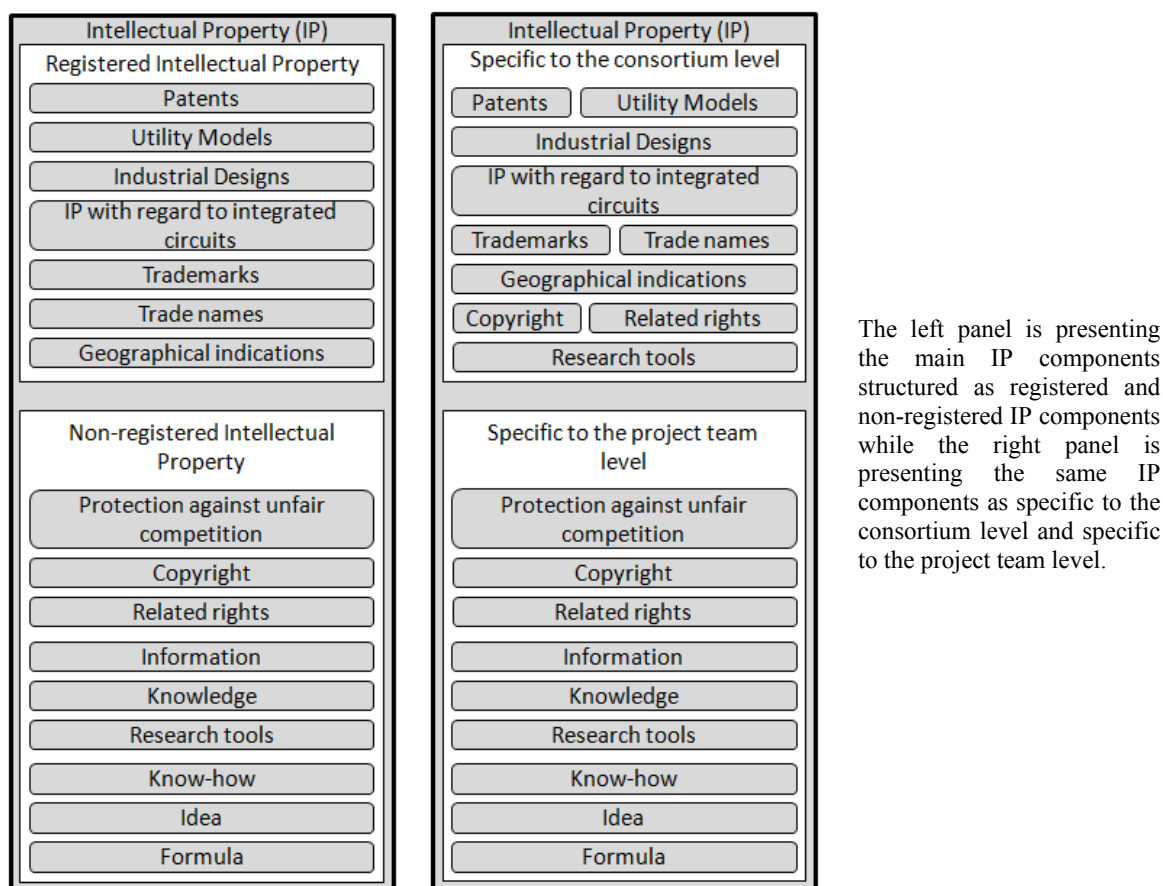 Intellectual Property (IP)
Registered Intellectual Property
Patents
Utility Models
Industrial Designs
IP with regard to integrated
circuits
Trademarks
Trade names
Geographical indications
Non-registered Intellectual
Property
Protection against unfair
competition
Copyright
Related rights
Information
Knowledge
Research tools
Know-how
Idea
Formula
Intellectual Property (IP)
Specific to the consortium level
Patents
Utility Models
Industrial Designs
IP with regard to integrated
circuits
Trademarks
Trade names
Geographical indications
Copyright
Related rights
Research tools
Specific to the project team
level
Protection against unfair
competition
Copyright
Related rights
Information
Knowledge
Research tools
Know-how
Idea
Formula
The left panel is presenting
the main IP components
structured as registered and
non-registered IP components
while the right panel is
presenting the same IP
components as specific to the
consortium level and specific
to the project team level.